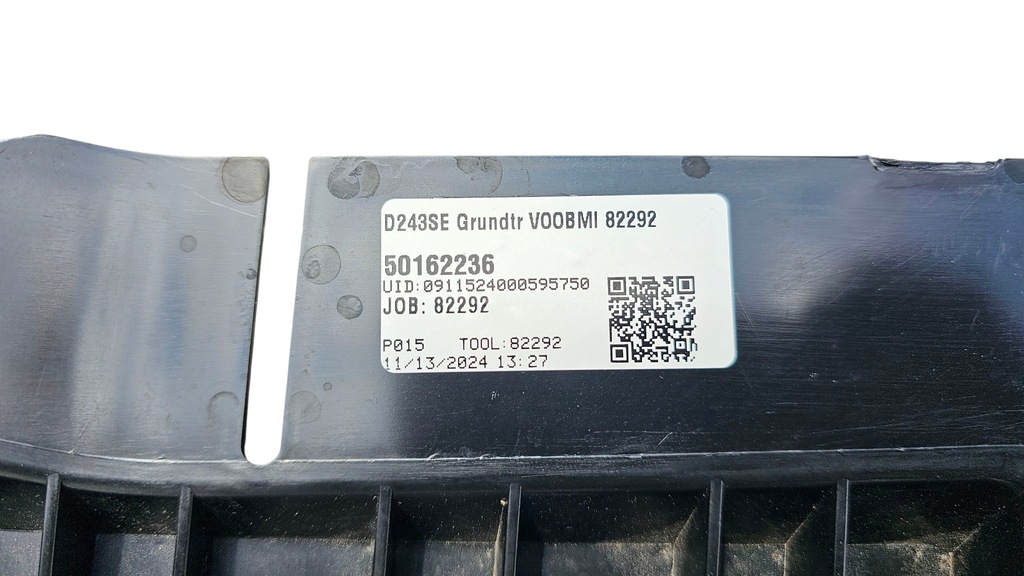 D243SE Grundtr VOOBMI 82292
50162236
UID:0911524000595750
JOB: 82292
P015 TOOL:82292
11/13/2024 13:27